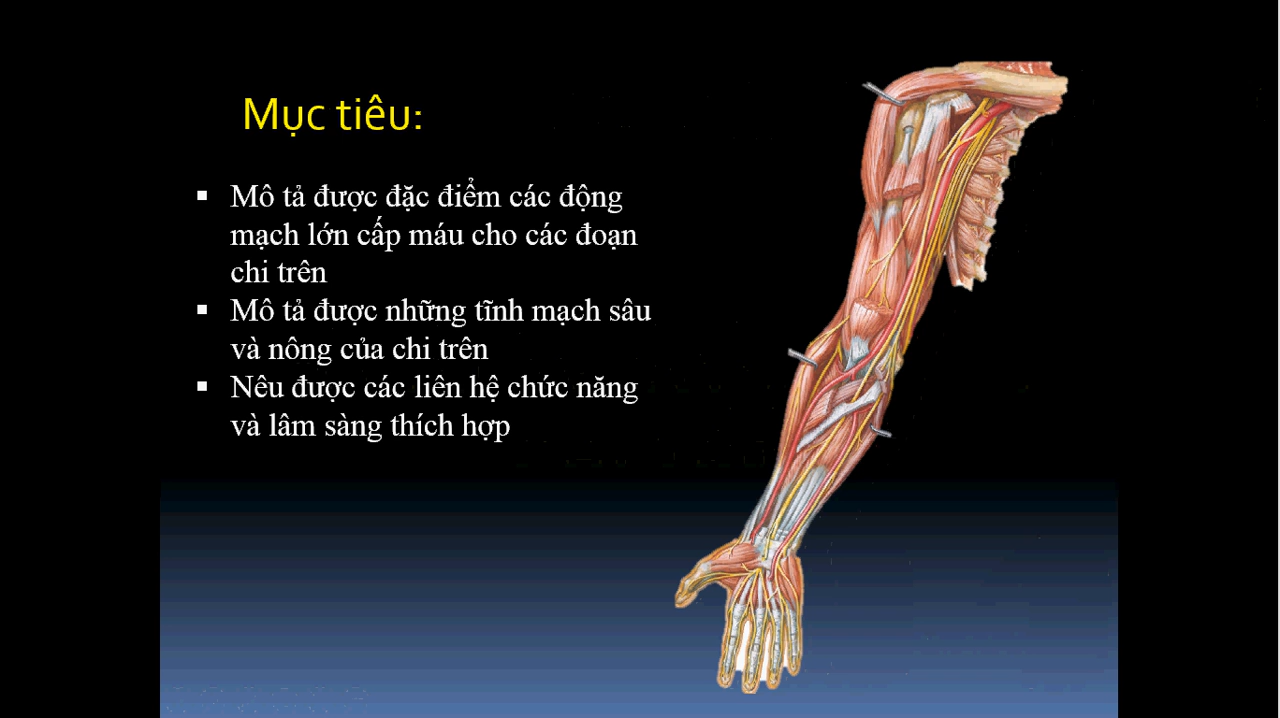 Mục tiêu:
▪ Mô tả được đặc điểm các động
mạch lớn cấp máu cho các đoạn
chi trên
▪ Mô tả được những tĩnh mạch sâu
và nông của chi trên
▪ Nêu được các liên hệ chức năng
và lâm sàng thích hợp